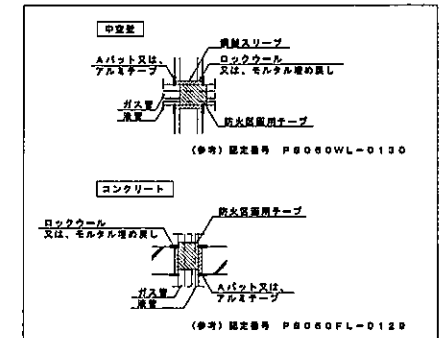 中空壁
鋼製スリーブ
Aパット又は、
アルミテープ
ロックウール
又は、モルタル埋め戻し
ガス管
液管
防火区画用テープ
(参考) 認定番号 PS060WL-0130
コンクリート
防火区画用テープ
ロックウール
又は、モルタル埋め戻し
ガス管
液管
Aパット又は、
アルミテープ
(参考) 認定番号 PS060FL-0129